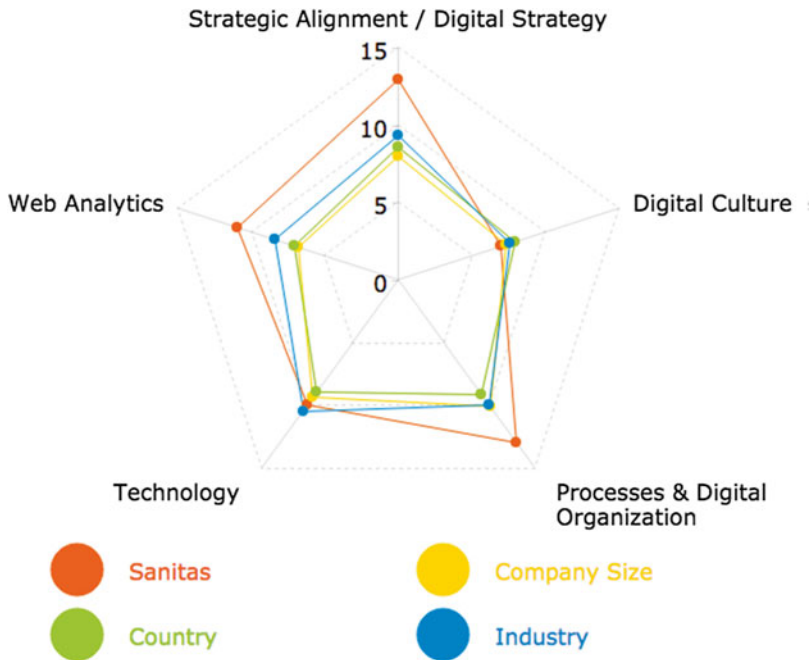 Strategic Alignment / Digital Strategy
15
10
5
0
Web Analytics
Digital Culture
Technology
Processes & Digital
Organization
Sanitas
Company Size
Country
Industry